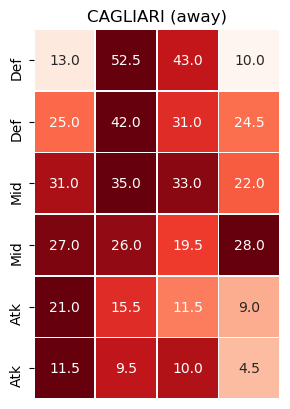 CAGLIARI (away)
Def 13.0 52.5 43.0 10.0
Def 25.0 42.0 31.0 24.5
Mid 31.0 35.0 33.0 22.0
Mid 27.0 26.0 19.5 28.0
Atk 21.0 15.5 11.5 9.0
Atk 11.5 9.5 10.0 4.5